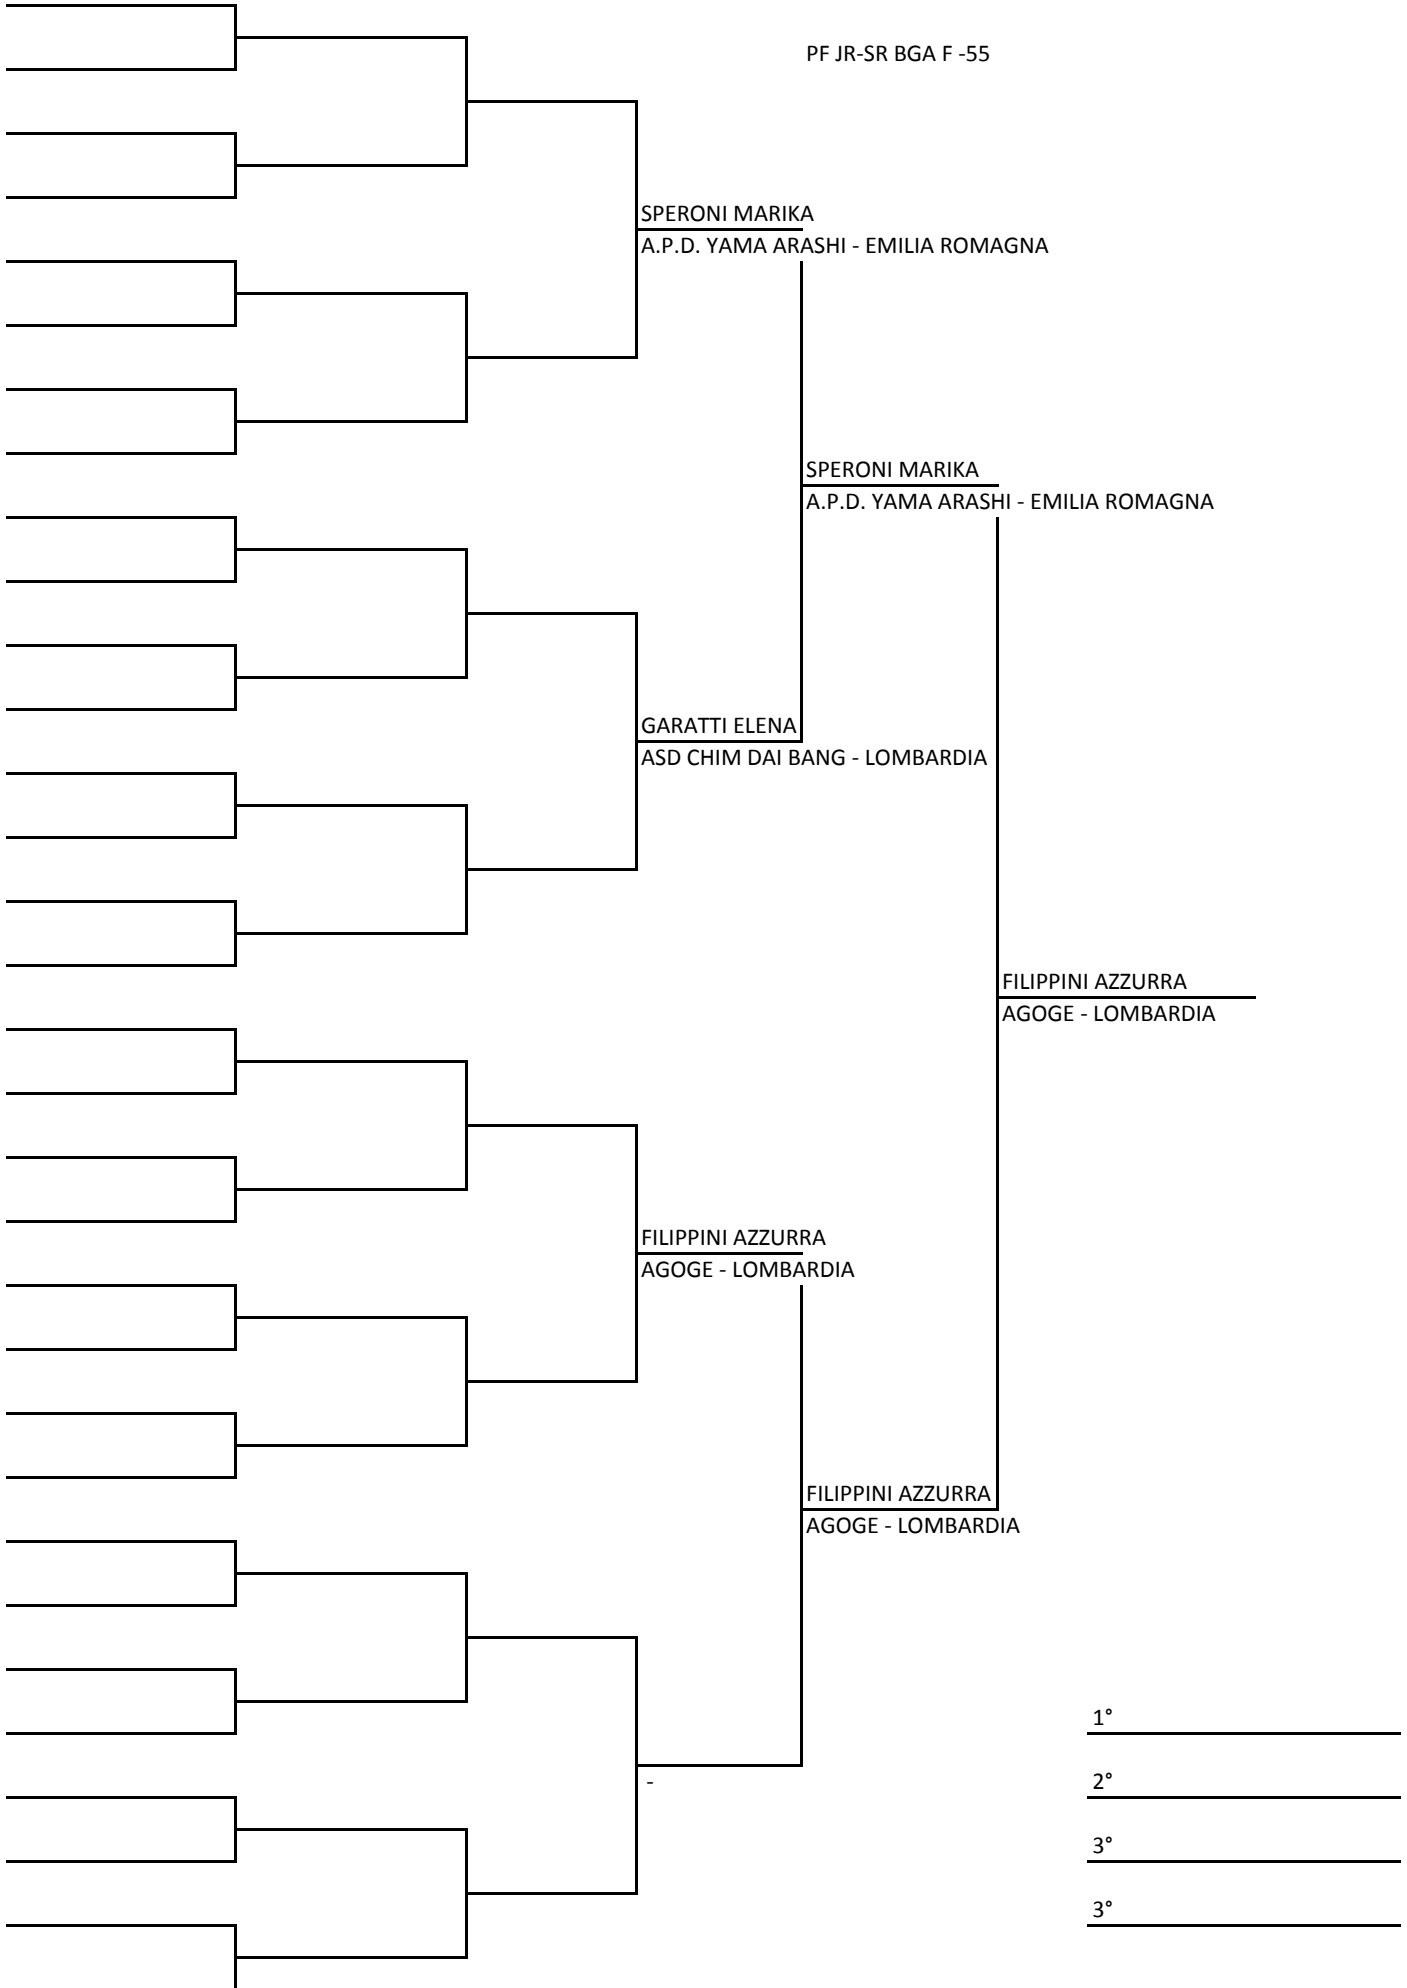 PF JR-SR BGA F -55
SPERONI MARIKA
A.P.D. YAMA ARASHI - EMILIA ROMAGNA
SPERONI MARIKA
A.P.D. YAMA ARASHI - EMILIA ROMAGNA
GARATTI ELENA
ASD CHIM DAI BANG - LOMBARDIA
FILIPPINI AZZURRA
AGOGE - LOMBARDIA
FILIPPINI AZZURRA
AGOGE - LOMBARDIA
FILIPPINI AZZURRA
AGOGE - LOMBARDIA
1°
-
2°
3°
3°